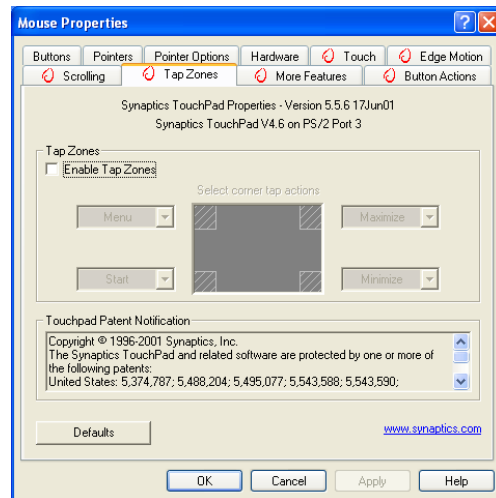 Mouse Properties
Buttons Pointers Pointer Options Hardware Touch Edge Motion
Scrolling Tap Zones More Features Button Actions
Synaptics TouchPad Properties - Version 5.5.6 17Jun01
Synaptics TouchPad V4.6 on PS/2 Port 3
Tap Zones
Enable Tap Zones
Select corner tap actions
Menu Maximize
Start Minimize
Touchpad Patent Notification
Copyright © 1996-2001 Synaptics, Inc.
The Synaptics TouchPad and related software are protected by one or more of
the following patents:
United States: 5,374,787; 5,488,204; 5,495,077; 5,543,588; 5,543,590;
Defaults www.synaptics.com
OK Cancel Apply Help